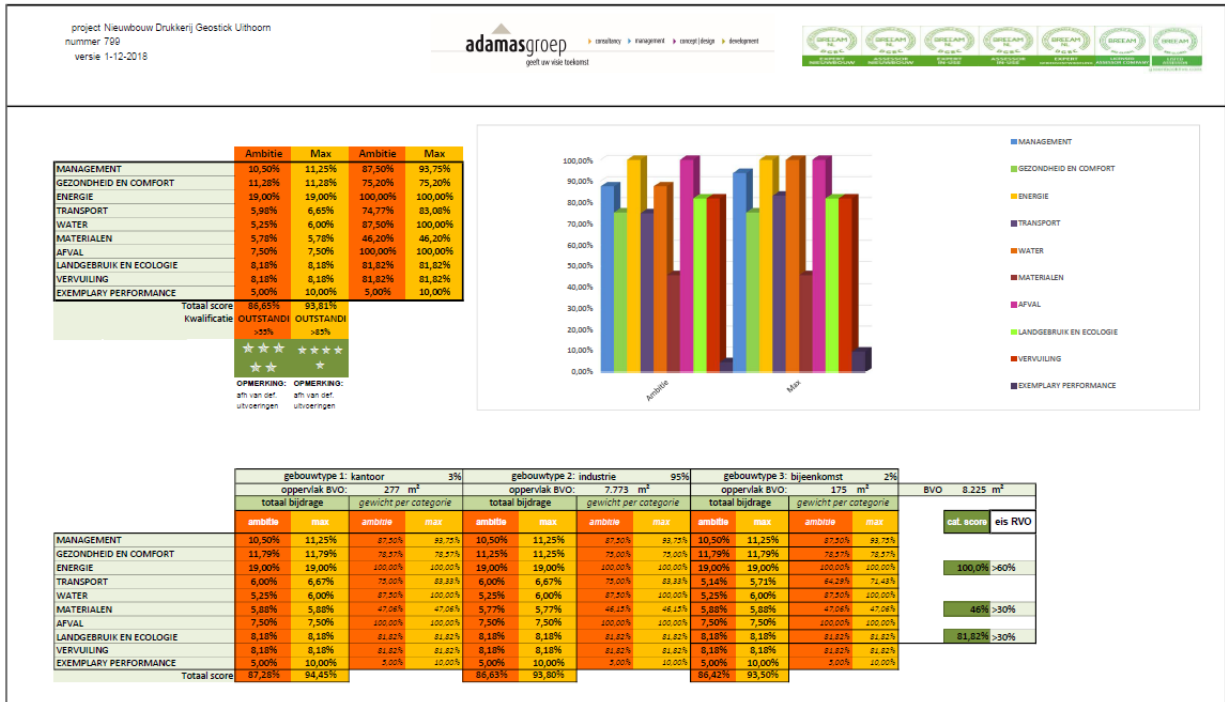 project Nieuwbouw Drukkerij Geostick Uithoorn
nummer 799
versie 1-12-2018
adamasgroep
consultancy management concept|design development
geeft uw visie toekomst
BREEAM BREEAM BREEAM BREEAM BREEAM BREEAM BREEAM
NL NL NL NL NL
EXPERT ASSESSOR EXPERT ASSESSOR EXPERT
NIEUWBOUW NIEUWBOUW IN-USE IN-USE
Ambitie Max Ambitie Max
MANAGEMENT 10,50% 11,25% 87,50% 93,75%
GEZONDHEID EN COMFORT 11,28% 11,28% 75,20% 75,20%
ENERGIE 19,00% 19,00% 100,00% 100,00%
TRANSPORT 5,98% 6,65% 74,77% 83,08%
WATER 5,25% 6,00% 87,50% 100,00%
MATERIALEN 5,78% 5,78% 46,20% 46,20%
AFVAL 7,50% 7,50% 100,00% 100,00%
LANDGEBRUIK EN ECOLOGIE 8,18% 8,18% 81,82% 81,82%
VERVUILING 8,18% 8,18% 81,82% 81,82%
EXEMPLARY PERFORMANCE 5,00% 10,00% 5,00% 10,00%
Totaal score 86,65% 93,81%
Kwalificatie OUTSTANDI OUTSTANDI
>85%
OPMERKING: OPMERKING:
afh van def. afh van def.
uitvoeringen uitvoeringen
100,00%
90,00%
80,00%
70,00%
60,00%
50,00%
40,00%
30,00%
20,00%
10,00%
0,00%
Ambitie Max
MANAGEMENT
GEZONDHEID EN COMFORT
ENERGIE
TRANSPORT
WATER
MATERIALEN
AFVAL
LANDGEBRUIK EN ECOLOGIE
VERVUILING
EXEMPLARY PERFORMANCE
gebouwtype 1: kantoor 3% gebouwtype 2: industrie 95% gebouwtype 3: bijeenkomst 2%
oppervlak BVO: 277 m² oppervlak BVO: 7.773 m² oppervlak BVO: 175 m² BVO 8.225 m²
totaal bijdrage gewicht per categorie totaal bijdrage gewicht per categorie totaal bijdrage gewicht per categorie
ambitie max ambitie max ambitie max ambitie max ambitie max ambitie max cat. score eis RVO
MANAGEMENT 10,50% 11,25% 87,50% 93,75% 10,50% 11,25% 87,50% 93,75% 10,50% 11,25% 87,50% 93,75%
GEZONDHEID EN COMFORT 11,79% 11,79% 78,57% 78,57% 11,25% 11,25% 75,00% 75,00% 11,79% 11,79% 78,57% 78,57%
ENERGIE 19,00% 19,00% 100,00% 100,00% 19,00% 19,00% 100,00% 100,00% 19,00% 19,00% 100,00% 100,00% 100,0% >60%
TRANSPORT 6,00% 6,67% 75,00% 83,33% 6,00% 6,67% 75,00% 83,33% 5,14% 5,71% 64,29% 71,43%
WATER 5,25% 6,00% 87,50% 100,00% 5,25% 6,00% 87,50% 100,00% 5,25% 6,00% 87,50% 100,00%
MATERIALEN 5,88% 5,88% 47,06% 47,06% 5,77% 5,77% 46,15% 46,15% 5,88% 5,88% 47,06% 47,06% 46% >30%
AFVAL 7,50% 7,50% 100,00% 100,00% 7,50% 7,50% 100,00% 100,00% 7,50% 7,50% 100,00% 100,00%
LANDGEBRUIK EN ECOLOGIE 8,18% 8,18% 81,82% 81,82% 8,18% 8,18% 81,82% 81,82% 8,18% 8,18% 81,82% 81,82% 81,82% >30%
VERVUILING 8,18% 8,18% 81,82% 81,82% 8,18% 8,18% 81,82% 81,82% 8,18% 8,18% 81,82% 81,82%
EXEMPLARY PERFORMANCE 5,00% 10,00% 5,00% 10,00% 5,00% 10,00% 5,00% 10,00% 5,00% 10,00% 5,00% 10,00%
Totaal score 87,28% 94,45% 86,63% 93,80% 86,42% 93,50%